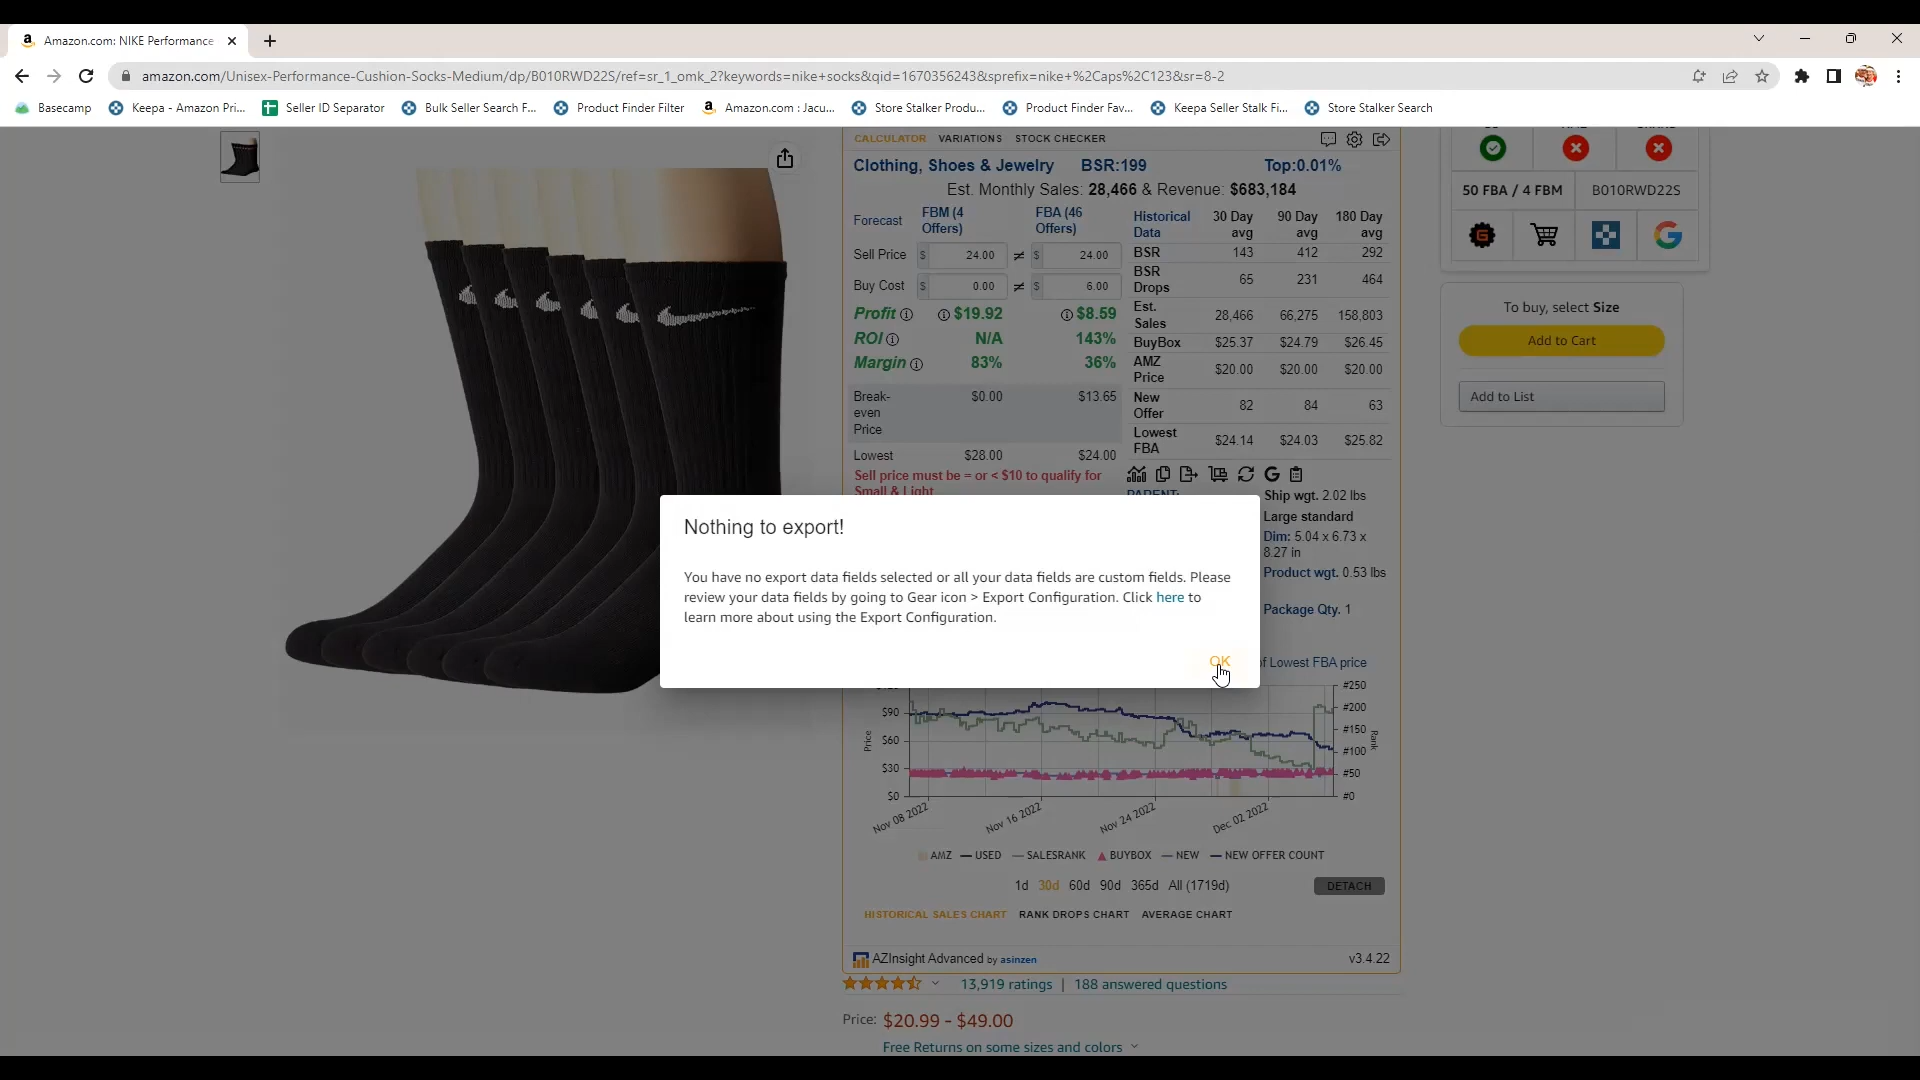 Amazon.com: NIKE Performance
amazon.com/Unisex-Performance-Cushion-Socks-Medium/dp/B010RWD22S/ref=sr_1_omk_2?keywords=nike+socks&qid=1670356243&sprefix=nike+%2Caps%2C123&sr=8-2
Basecamp Keepa - Amazon Pri... Seller ID Separator Bulk Seller Search F... Product Finder Filter Amazon.com : Jacu... Store Stalker Produ... Product Finder Fav... Keepa Seller Stalk Fi... Store Stalker Search
CALCULATOR VARIATIONS STOCK CHECKER
Clothing, Shoes & Jewelry BSR:199 Top:0.01%
Est. Monthly Sales: 28,466 & Revenue: $683,184
Forecast FBM (4 Offers) FBA (46 Offers)
Sell Price $ 24.00 ≠ $ 24.00
Buy Cost $ 0.00 ≠ $ 6.00
Profit $19.92 $8.59
ROI N/A 143%
Margin 83% 36%
Break-even Price $0.00 $13.65
Lowest $28.00 $24.00
Sell price must be = or < $10 to qualify for
Small & Light
Historical Data 30 Day avg 90 Day avg 180 Day avg
BSR 143 412 292
BSR Drops 65 231 464
Est. Sales 28,466 66,275 158,803
BuyBox $25.37 $24.79 $26.45
AMZ Price $20.00 $20.00 $20.00
New Offer 82 84 63
Lowest FBA $24.14 $24.03 $25.82
PARENT:
Ship wgt. 2.02 lbs
Large standard
Dim: 5.04 x 6.73 x
8.27 in
Product wgt. 0.53 lbs
Package Qty. 1
of Lowest FBA price
50 FBA / 4 FBM B010RWD22S
To buy, select Size
Add to Cart
Add to List
Nothing to export!
You have no export data fields selected or all your data fields are custom fields. Please
review your data fields by going to Gear icon > Export Configuration. Click here to
learn more about using the Export Configuration.
OK
Price
$90
$60
$30
$0
#250
#200
#150
#100
#50
#0
Rank
Nov 08 2022 Nov 16 2022 Nov 24 2022 Dec 02 2022
AMZ USED SALESRANK BUYBOX NEW NEW OFFER COUNT
1d 30d 60d 90d 365d All (1719d) DETACH
HISTORICAL SALES CHART RANK DROPS CHART AVERAGE CHART
AZInsight Advanced by asinzen v3.4.22
13,919 ratings | 188 answered questions
Price: $20.99 - $49.00
Free Returns on some sizes and colors